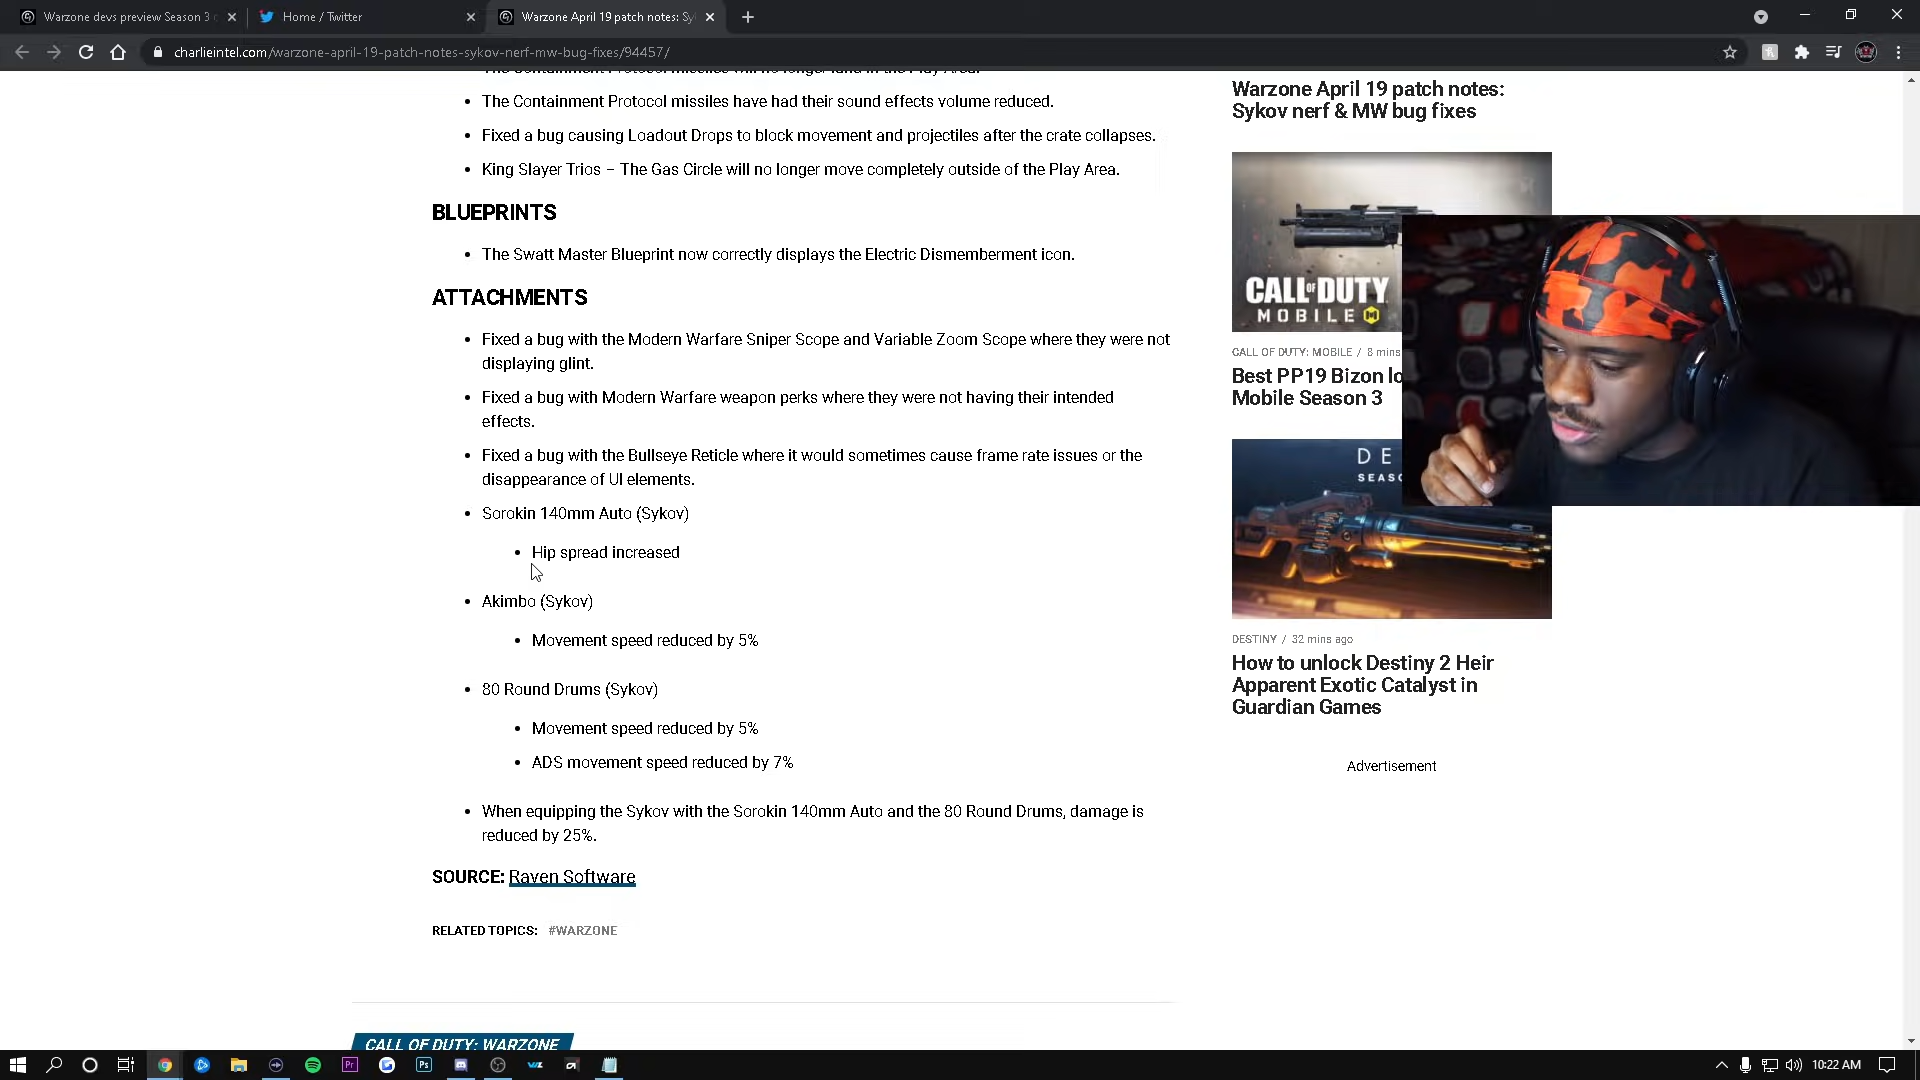 Warzone devs preview Season 3
Home / Twitter
Warzone April 19 patch notes: Sy
charlieintel.com/warzone-april-19-patch-notes-sykov-nerf-mw-bug-fixes/94457/
The Containment Protocol missiles will no longer land in the Play Area.
• The Containment Protocol missiles have had their sound effects volume reduced.
• Fixed a bug causing Loadout Drops to block movement and projectiles after the crate collapses.
• King Slayer Trios – The Gas Circle will no longer move completely outside of the Play Area.
BLUEPRINTS
• The Swatt Master Blueprint now correctly displays the Electric Dismemberment icon.
ATTACHMENTS
• Fixed a bug with the Modern Warfare Sniper Scope and Variable Zoom Scope where they were not
displaying glint.
• Fixed a bug with Modern Warfare weapon perks where they were not having their intended
effects.
• Fixed a bug with the Bullseye Reticle where it would sometimes cause frame rate issues or the
disappearance of UI elements.
• Sorokin 140mm Auto (Sykov)
• Hip spread increased
• Akimbo (Sykov)
• Movement speed reduced by 5%
• 80 Round Drums (Sykov)
• Movement speed reduced by 5%
• ADS movement speed reduced by 7%
• When equipping the Sykov with the Sorokin 140mm Auto and the 80 Round Drums, damage is
reduced by 25%.
SOURCE: Raven Software
RELATED TOPICS: #WARZONE
CALL OF DUTY: WARZONE
Warzone April 19 patch notes:
Sykov nerf & MW bug fixes
CALL OF DUTY
MOBILE
CALL OF DUTY: MOBILE / 8 mins
Best PP19 Bizon lo
Mobile Season 3
DE
SEASO
DESTINY / 32 mins ago
How to unlock Destiny 2 Heir
Apparent Exotic Catalyst in
Guardian Games
Advertisement
Pr
Ps
10:22 AM